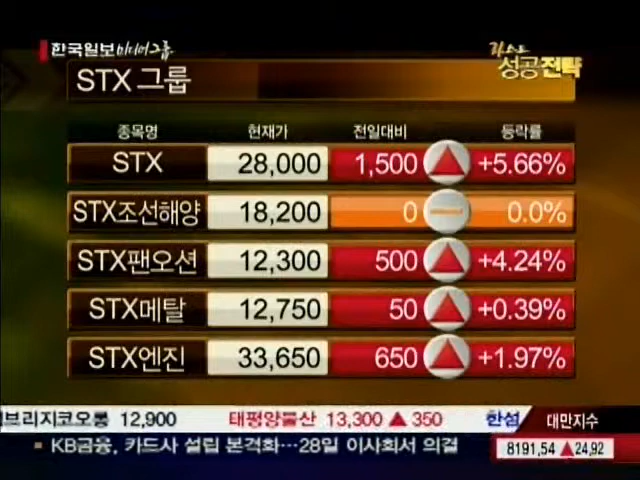 한국일보 미디어그룹
성공전략
STX 그룹
종목명 현재가 전일대비 등락률
STX 28,000 1,500 ▲ +5.66%
STX조선해양 18,200 0 − 0.0%
STX팬오션 12,300 500 ▲ +4.24%
STX메탈 12,750 50 ▲ +0.39%
STX엔진 33,650 650 ▲ +1.97%
브리지코오롱 12,900 태평양물산 13,300 ▲ 350 한섬 대만지수
KB금융, 카드사 설립 본격화…28일 이사회서 의결 8191,54 ▲24,92